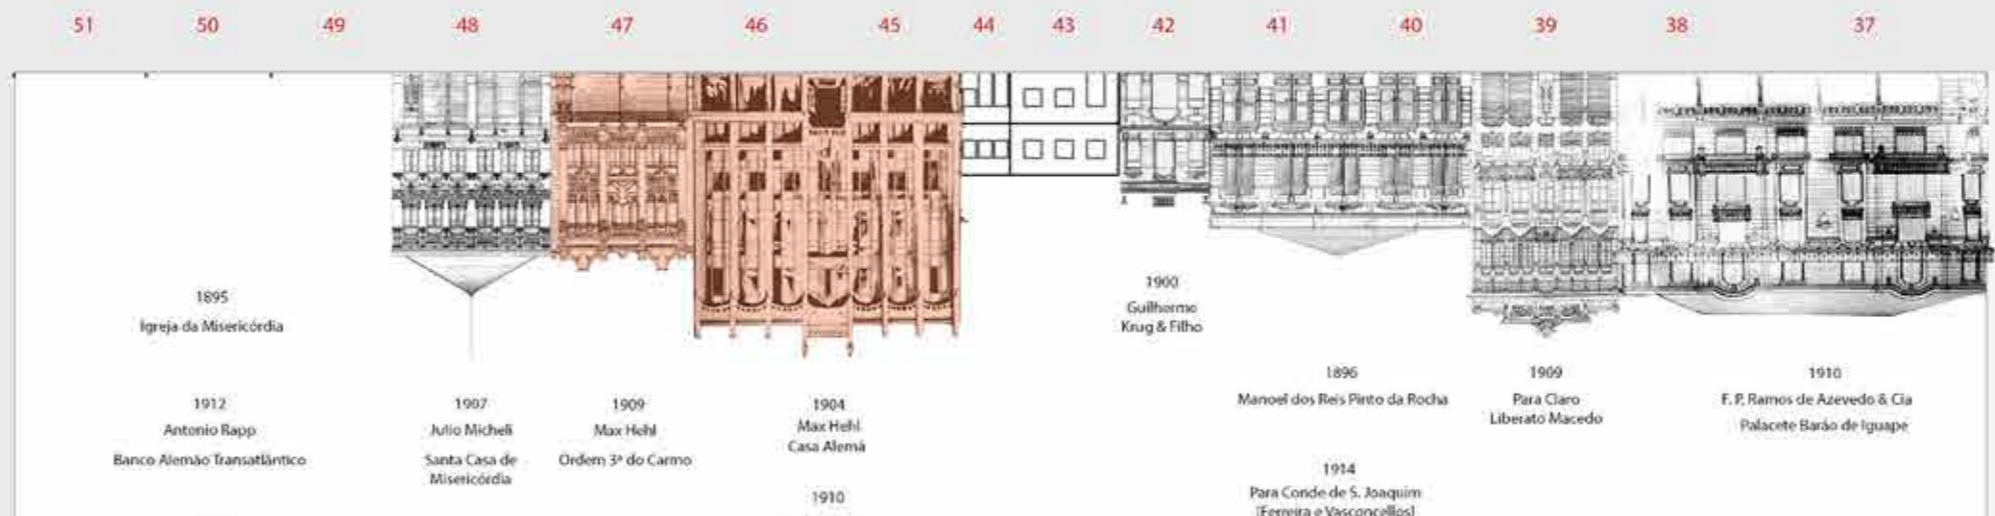 51 50 49 48 47 46 45 44 43 42 41 40 39 38 37
1895
Igreja da Misericórdia
1912
Antonio Rapp
Banco Alemão Transatlântico
1907
Julio Micheli
Santa Casa de
Misericórdia
1909
Max Hehl
Ordem 3ª do Carmo
1904
Max Hehl
Casa Alemã
1910
1900
Guilherme
Krug & Filho
1896
Manoel dos Reis Pinto da Rocha
1914
Para Conde de S. Joaquim
[Ferreira e Vasconcellos]
1909
Para Claro
Liberato Macedo
1910
F. P. Ramos de Azevedo & Cia
Palacete Barão de Iguape